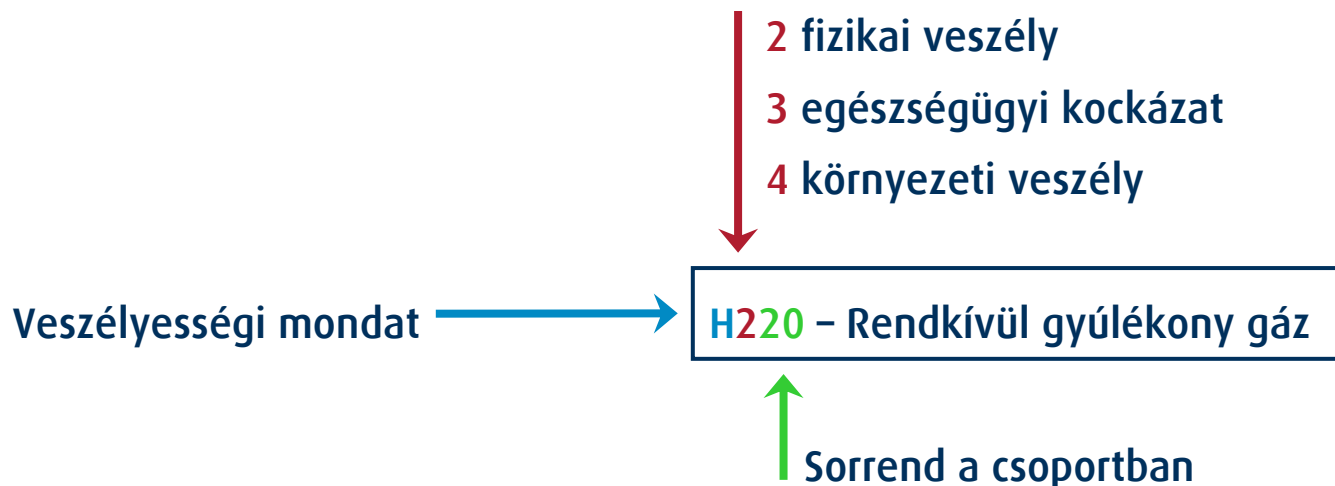 2 fizikai veszély
3 egészségügyi kockázat
4 környezeti veszély
Veszélyességi mondat
H220 – Rendkívül gyúlékony gáz
Sorrend a csoportban